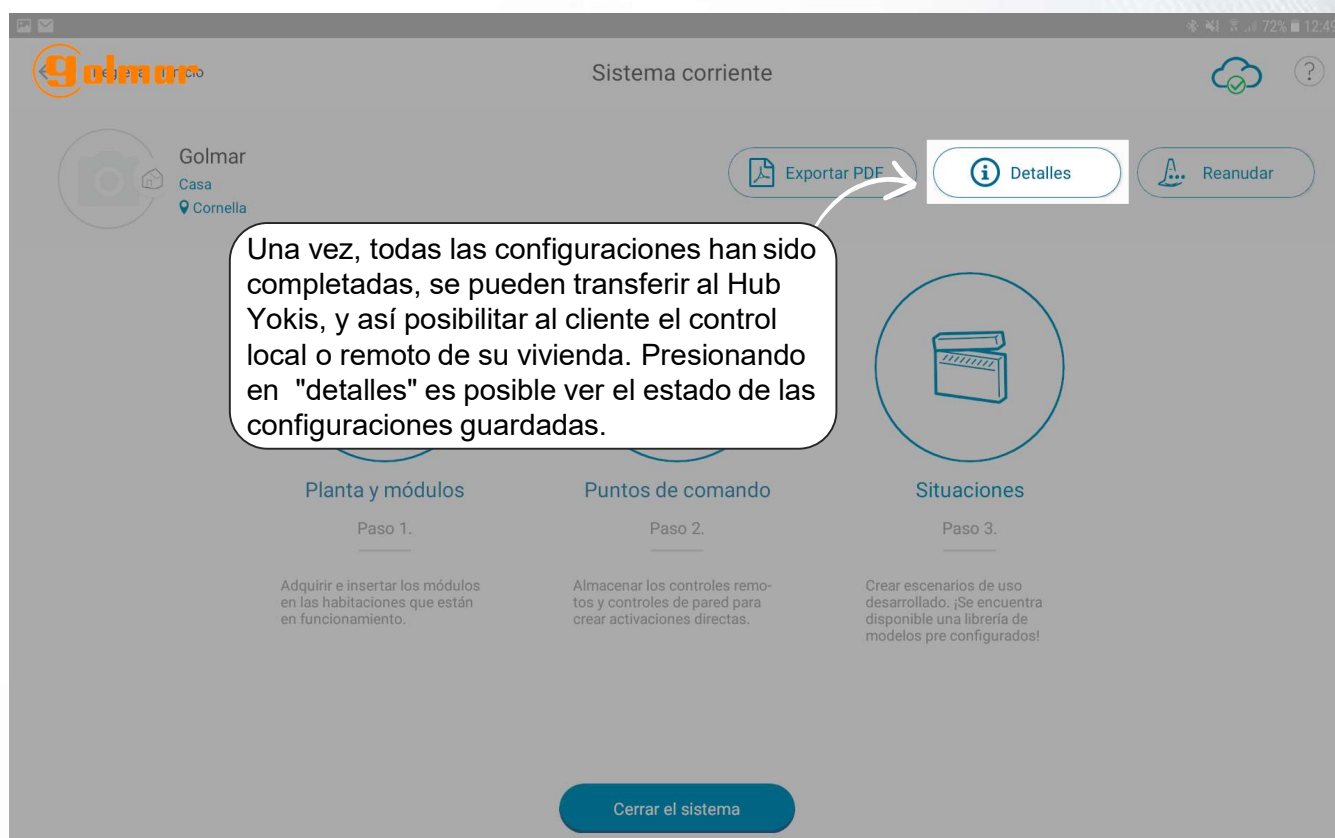 72% 12:49
golmar
Sistema corriente
?
Golmar
Casa
Cornella
Exportar PDF
Detalles
Reanudar
Una vez, todas las configuraciones han sido
completadas, se pueden transferir al Hub
Yokis, y así posibilitar al cliente el control
local o remoto de su vivienda. Presionando
en "detalles" es posible ver el estado de las
configuraciones guardadas.
Planta y módulos
Puntos de comando
Situaciones
Paso 1.
Paso 2.
Paso 3.
Adquirir e insertar los módulos
en las habitaciones que están
en funcionamiento.
Almacenar los controles remo-
tos y controles de pared para
crear activaciones directas.
Crear escenarios de uso
desarrollado. ¡Se encuentra
disponible una librería de
modelos pre configurados!
Cerrar el sistema